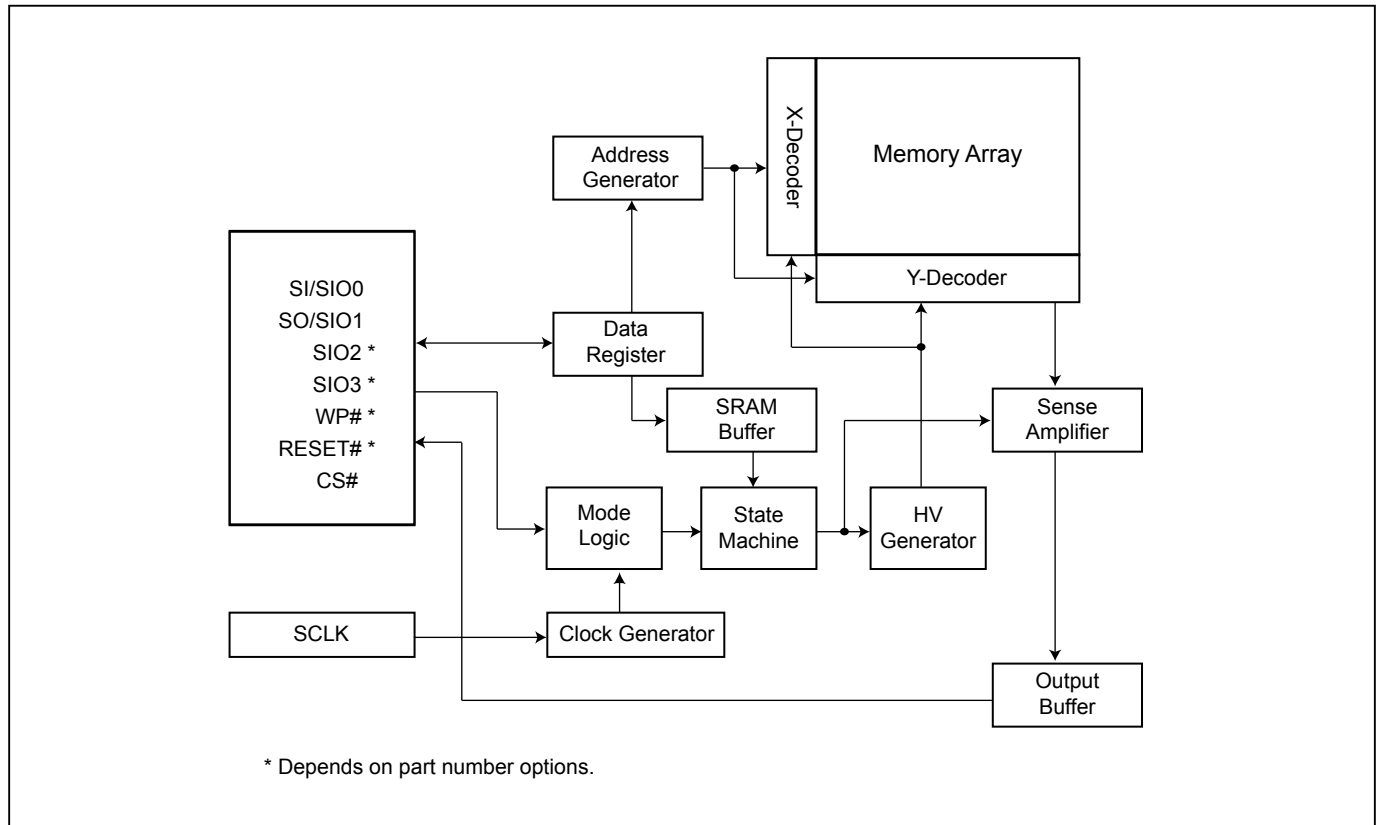 X-Decoder
Memory Array
Address
Generator
Y-Decoder
SI/SIO0
SO/SIO1
SIO2 *
SIO3 *
WP# *
RESET# *
CS#
Data
Register
SRAM
Buffer
Sense
Amplifier
Mode
Logic
State
Machine
HV
Generator
SCLK
Clock Generator
Output
Buffer
* Depends on part number options.